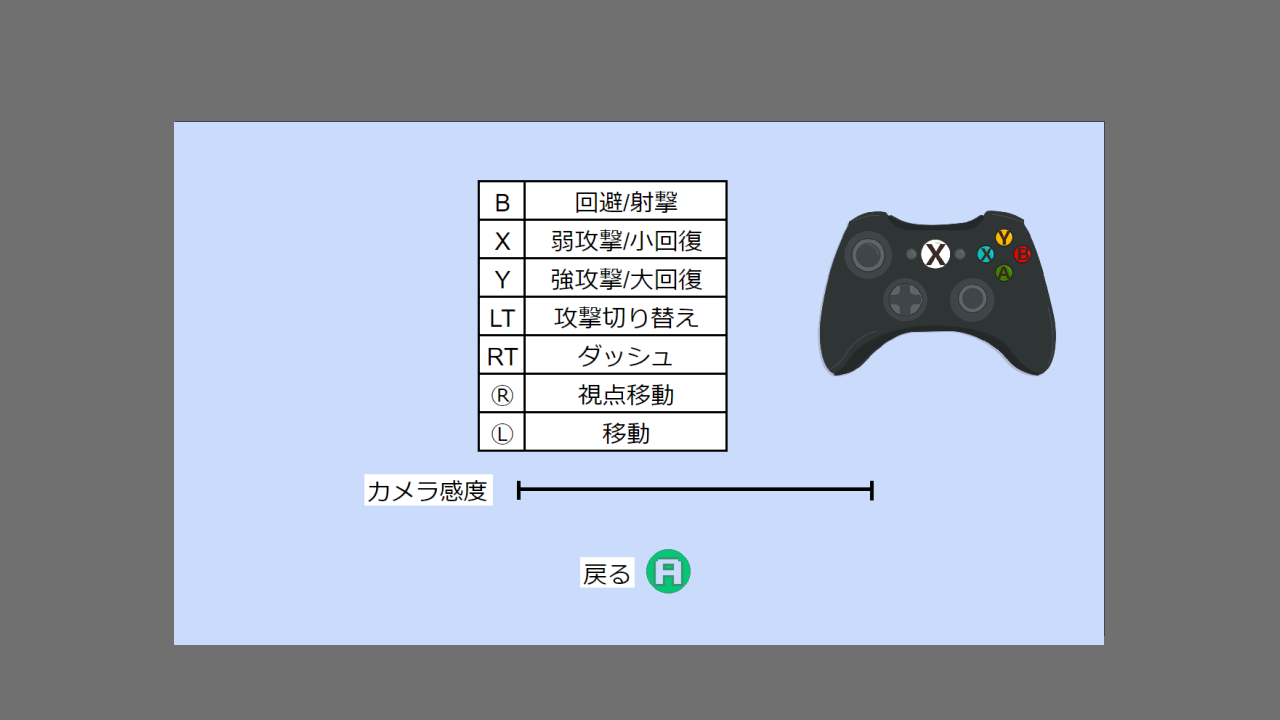 B 回避/射撃
X 弱攻撃/小回復
Y 強攻撃/大回復
LT 攻撃切り替え
RT ダッシュ
Ⓡ 視点移動
Ⓛ 移動
X
Y
X
B
A
カメラ感度
戻る A